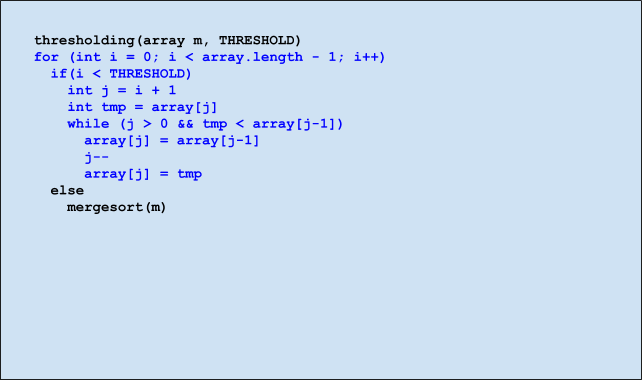 thresholding(array m, THRESHOLD)
for (int i = 0; i < array.length - 1; i++)
  if(i < THRESHOLD)
    int j = i + 1
    int tmp = array[j]
    while (j > 0 && tmp < array[j-1])
      array[j] = array[j-1]
      j--
      array[j] = tmp
  else
    mergesort(m)